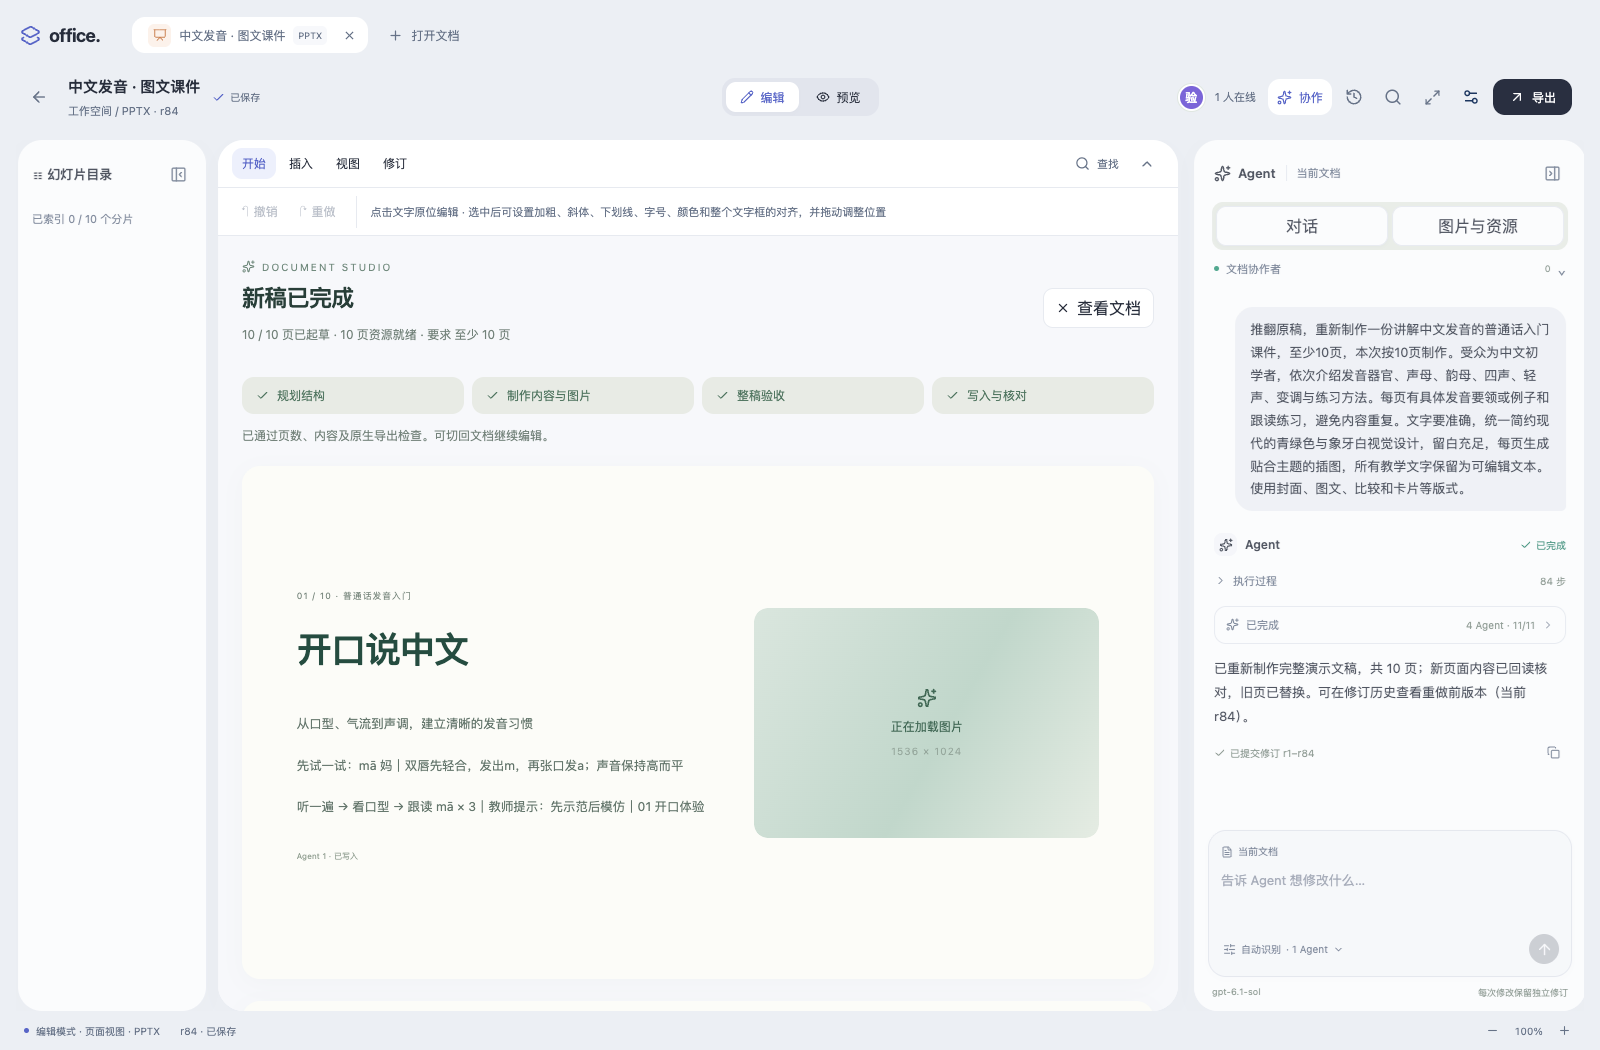 office.
中文发音 · 图文课件 PPTX
打开文档
中文发音 · 图文课件
工作空间 / PPTX · r84
已保存
编辑
预览
验
1 人在线
协作
导出
幻灯片目录
已索引 0 / 10 个分片
开始 插入 视图 修订
查找
撤销 重做
点击文字原位编辑 · 选中后可设置加粗、斜体、下划线、字号、颜色和整个文字框的对齐，并拖动调整位置
DOCUMENT STUDIO
新稿已完成
10 / 10 页已起草 · 10 页资源就绪 · 要求 至少 10 页
查看文档
规划结构
制作内容与图片
整稿验收
写入与核对
已通过页数、内容及原生导出检查。可切回文档继续编辑。
01 / 10 · 普通话发音入门
开口说中文
从口型、气流到声调，建立清晰的发音习惯
先试一试：mā 妈｜双唇先轻合，发出m，再张口发a；声音保持高而平
听一遍 → 看口型 → 跟读 mā × 3｜教师提示：先示范后模仿｜01 开口体验
Agent 1 · 已写入
正在加载图片
1536 × 1024
Agent 当前文档
对话
图片与资源
文档协作者 0
推翻原稿，重新制作一份讲解中文发音的普通话入门
课件，至少10页，本次按10页制作。受众为中文初
学者，依次介绍发音器官、声母、韵母、四声、轻
声、变调与练习方法。每页有具体发音要领或例子和
跟读练习，避免内容重复。文字要准确，统一简约现
代的青绿色与象牙白视觉设计，留白充足，每页生成
贴合主题的插图，所有教学文字保留为可编辑文本。
使用封面、图文、比较和卡片等版式。
Agent 已完成
执行过程 84 步
已完成 4 Agent · 11/11
已重新制作完整演示文稿，共 10 页；新页面内容已回读核
对，旧页已替换。可在修订历史查看重做前版本（当前
r84）。
已提交修订 r1–r84
当前文档
告诉 Agent 想修改什么...
自动识别 · 1 Agent
gpt-6.1-sol 每次修改保留独立修订
编辑模式 · 页面视图 · PPTX r84 · 已保存
100%